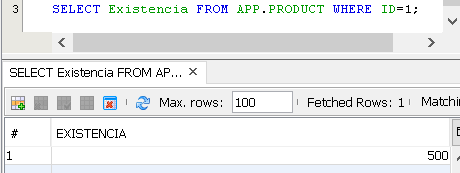 3 SELECT Existencia FROM APP.PRODUCT WHERE ID=1;
SELECT Existencia FROM AP...
Max. rows: 100 Fetched Rows: 1
# EXISTENCIA
1 500